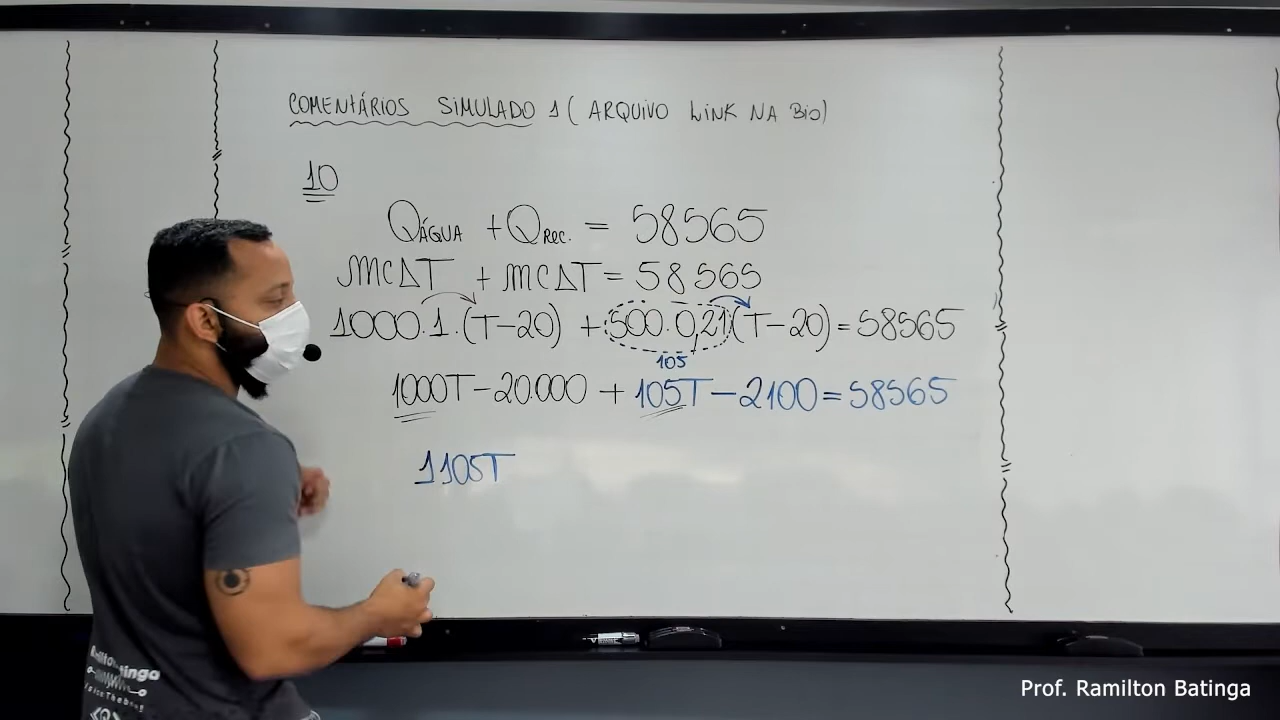 COMENTÁRIOS SIMULADO 1 ( ARQUIVO LINK NA BIO)
10
QÁGUA + QREC. = 58565
MCΔT + MCΔT = 58565
1000.1.(T-20) + 500.0,21(T-20) = 58565
105
1000T-20.000 + 105T-2100=58565
1105T
Prof. Ramilton Batinga